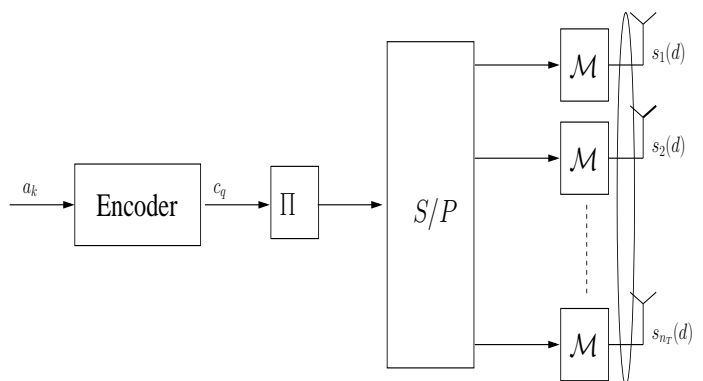 a_k
Encoder
c_q
Π
S/P
ℳ
s_1(d)
ℳ
s_2(d)
ℳ
s_{n_T}(d)